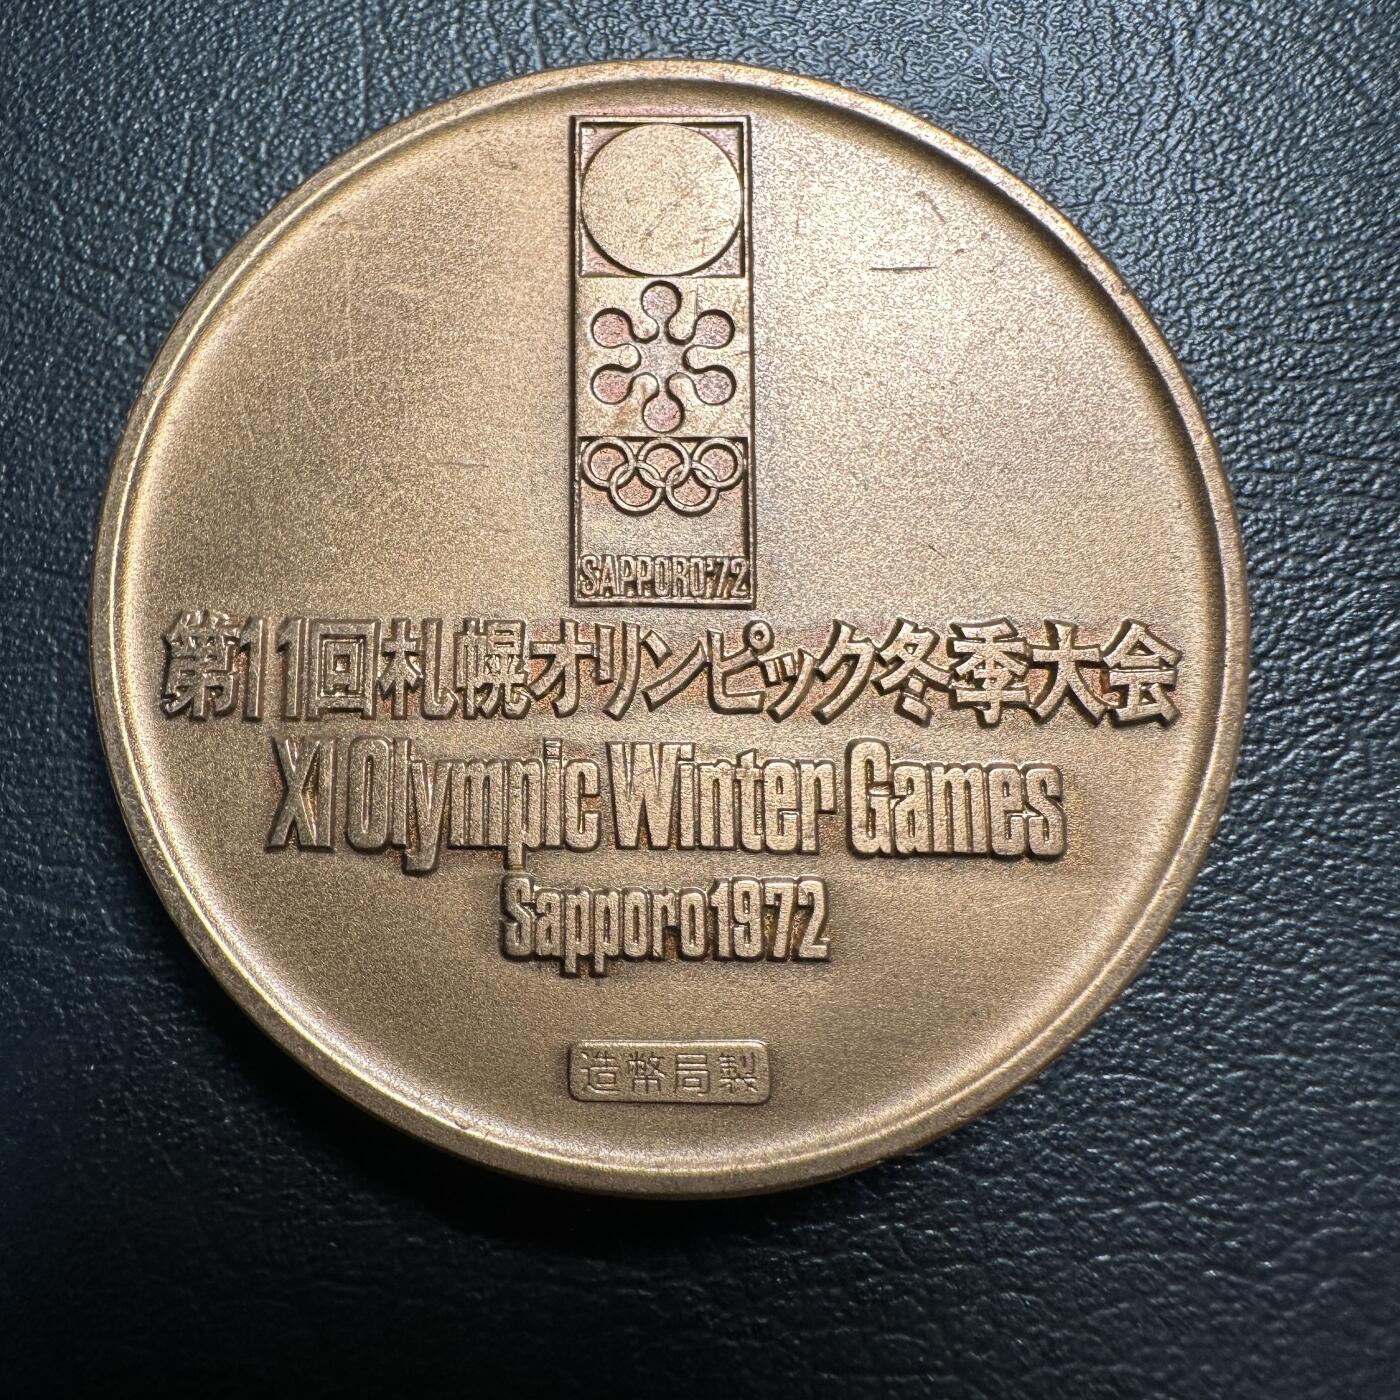 SAPPORO'72
第11回札幌オリンピック冬季大会
XI Olympic Winter Games
Sapporo 1972
造幣局製